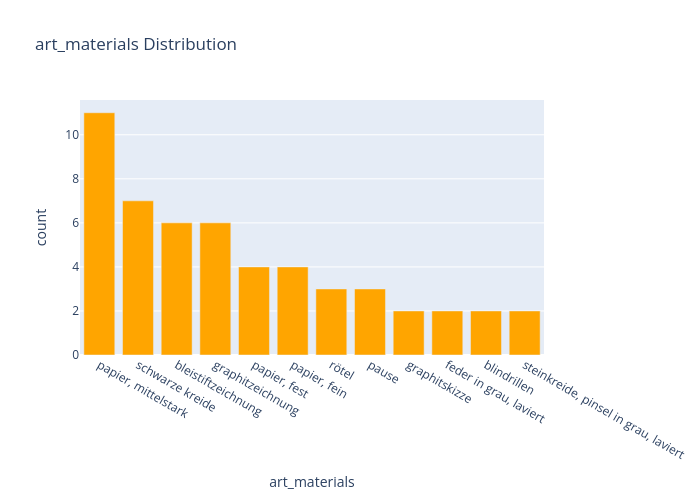 art_materials Distribution
count
10
8
6
4
2
0
papier, mittelstark
schwarze kreide
bleistiftzeichnung
graphitzeichnung
papier, fest
papier, fein
rötel
pause
graphitskizze
feder in grau, laviert
blindrillen
steinkreide, pinsel in grau, laviert
art_materials